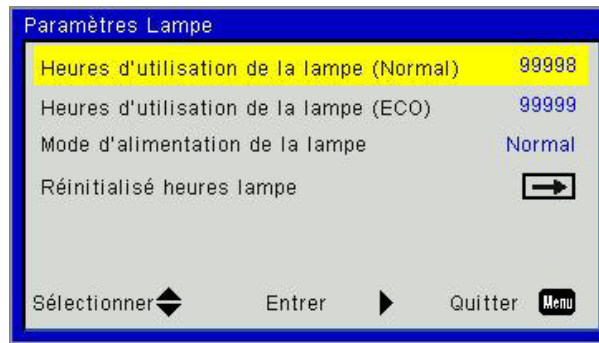 Paramètres Lampe
Heures d'utilisation de la lampe (Normal) 99998
Heures d'utilisation de la lampe (ECO) 99999
Mode d'alimentation de la lampe Normal
Réinitialisé heures lampe
Sélectionner Entrer Quitter Menu